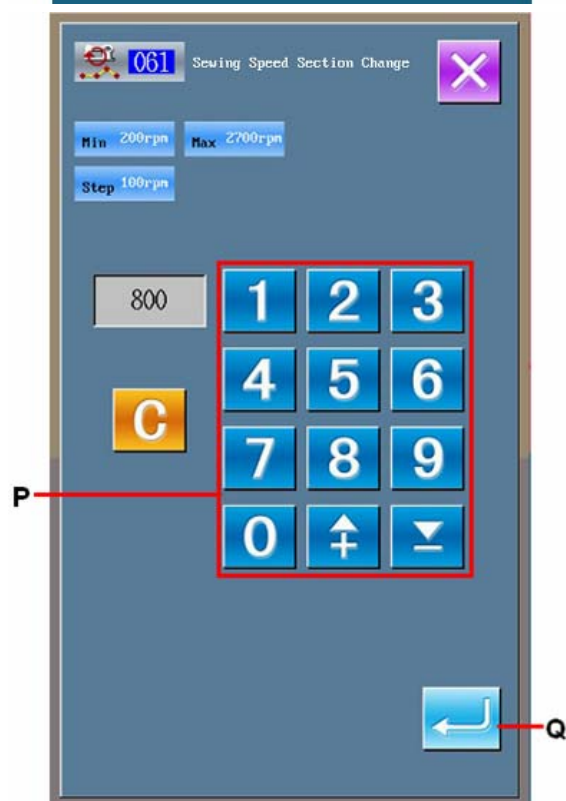 061 Sewing Speed Section Change
Min 200rpm Max 2700rpm
Step 100rpm
800 1 2 3
4 5 6
C
7 8 9
P
0
Q